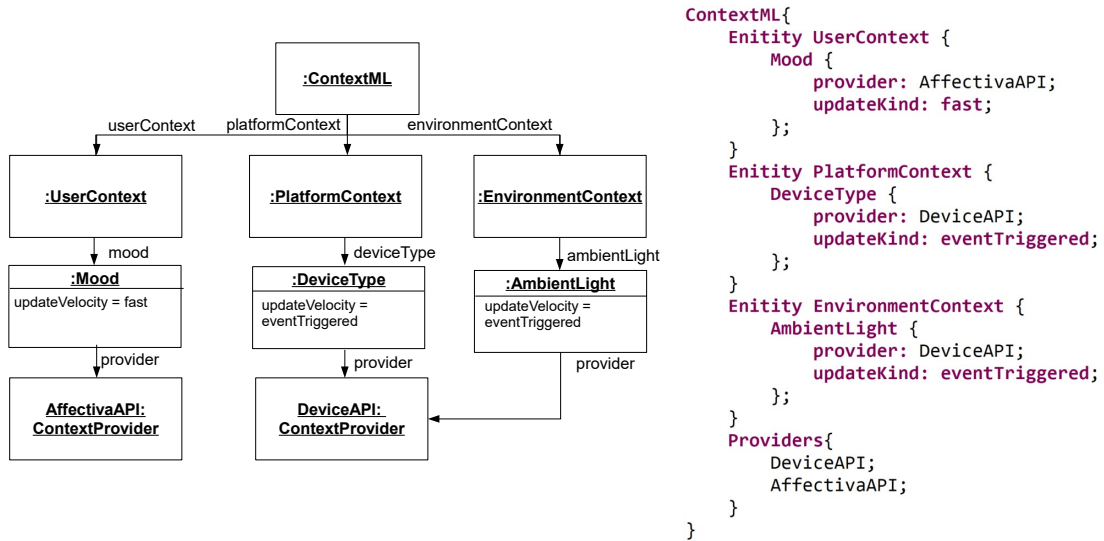 :ContextML
userContext
platformContext
environmentContext
:UserContext
:PlatformContext
:EnvironmentContext
mood
deviceType
ambientLight
:Mood
updateVelocity = fast
:DeviceType
updateVelocity =
eventTriggered
:AmbientLight
updateVelocity =
eventTriggered
provider
provider
provider
AffectivaAPI:
ContextProvider
DeviceAPI:
ContextProvider
ContextML{
Enitity UserContext {
Mood {
provider: AffectivaAPI;
updateKind: fast;
};
}
Enitity PlatformContext {
DeviceType {
provider: DeviceAPI;
updateKind: eventTriggered;
};
}
Enitity EnvironmentContext {
AmbientLight {
provider: DeviceAPI;
updateKind: eventTriggered;
};
}
Providers{
DeviceAPI;
AffectivaAPI;
}
}